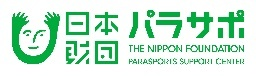 日本
財団
パラサポ
THE NIPPON FOUNDATION
PARASPORTS SUPPORT CENTER